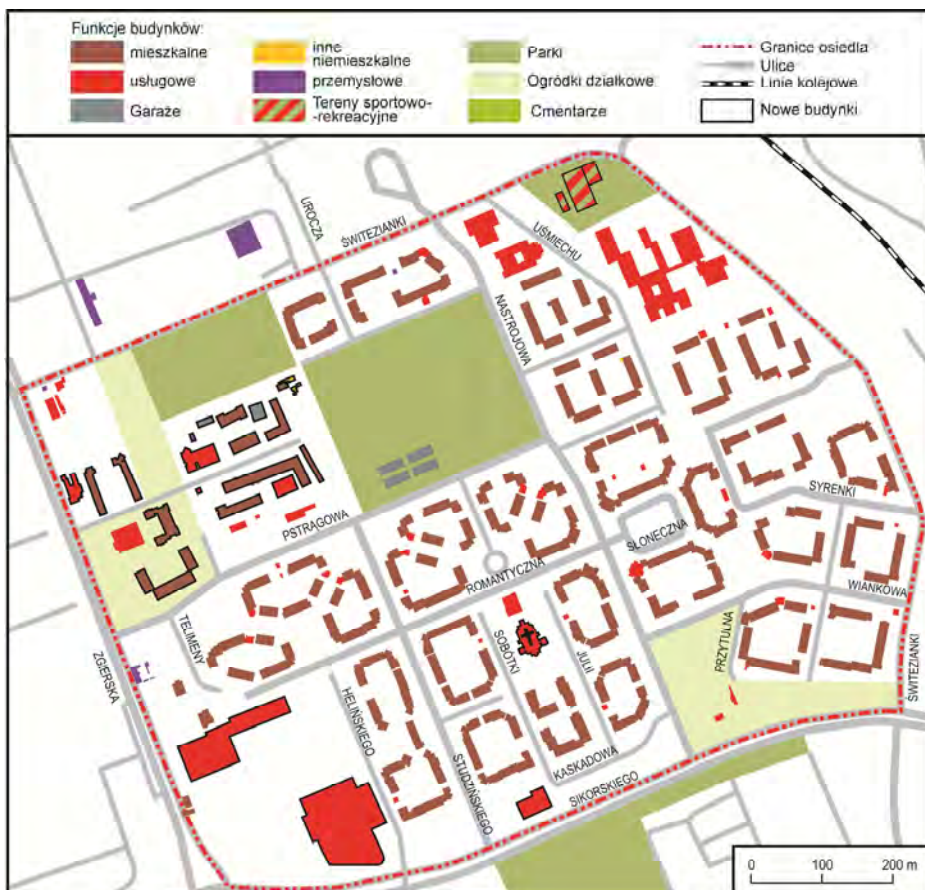 Funkcje budynków:
mieszkalne
usługowe
Garaże
inne
niemieszkalne
przemysłowe
Tereny sportowo-
-rekreacyjne
Parki
Ogródki działkowe
Cmentarze
Granice osiedla
Ulice
Linie kolejowe
Nowe budynki
UROCZA
ŚWITEZIANKI
UŚMIECHU
NASTROJOWA
PSTRĄGOWA
SYRENKI
SŁONECZNA
ROMANTYCZNA
WIANKOWA
TELIMENY
SOBÓTKI
JULII
PRZYTULNA
ZGIERSKA
ŚWITEZIANKI
HELIŃSKIEGO
STUDZIŃSKIEGO
KASKADOWA
SIKORSKIEGO
0 100 200 m